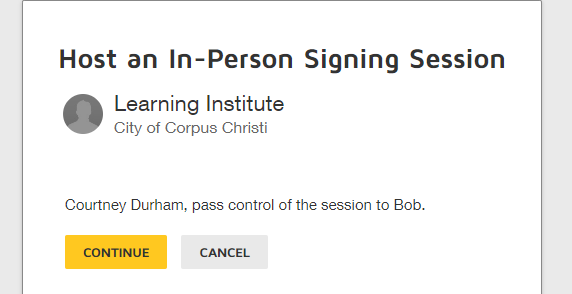 Host an In-Person Signing Session
Learning Institute
City of Corpus Christi
Courtney Durham, pass control of the session to Bob.
CONTINUE CANCEL